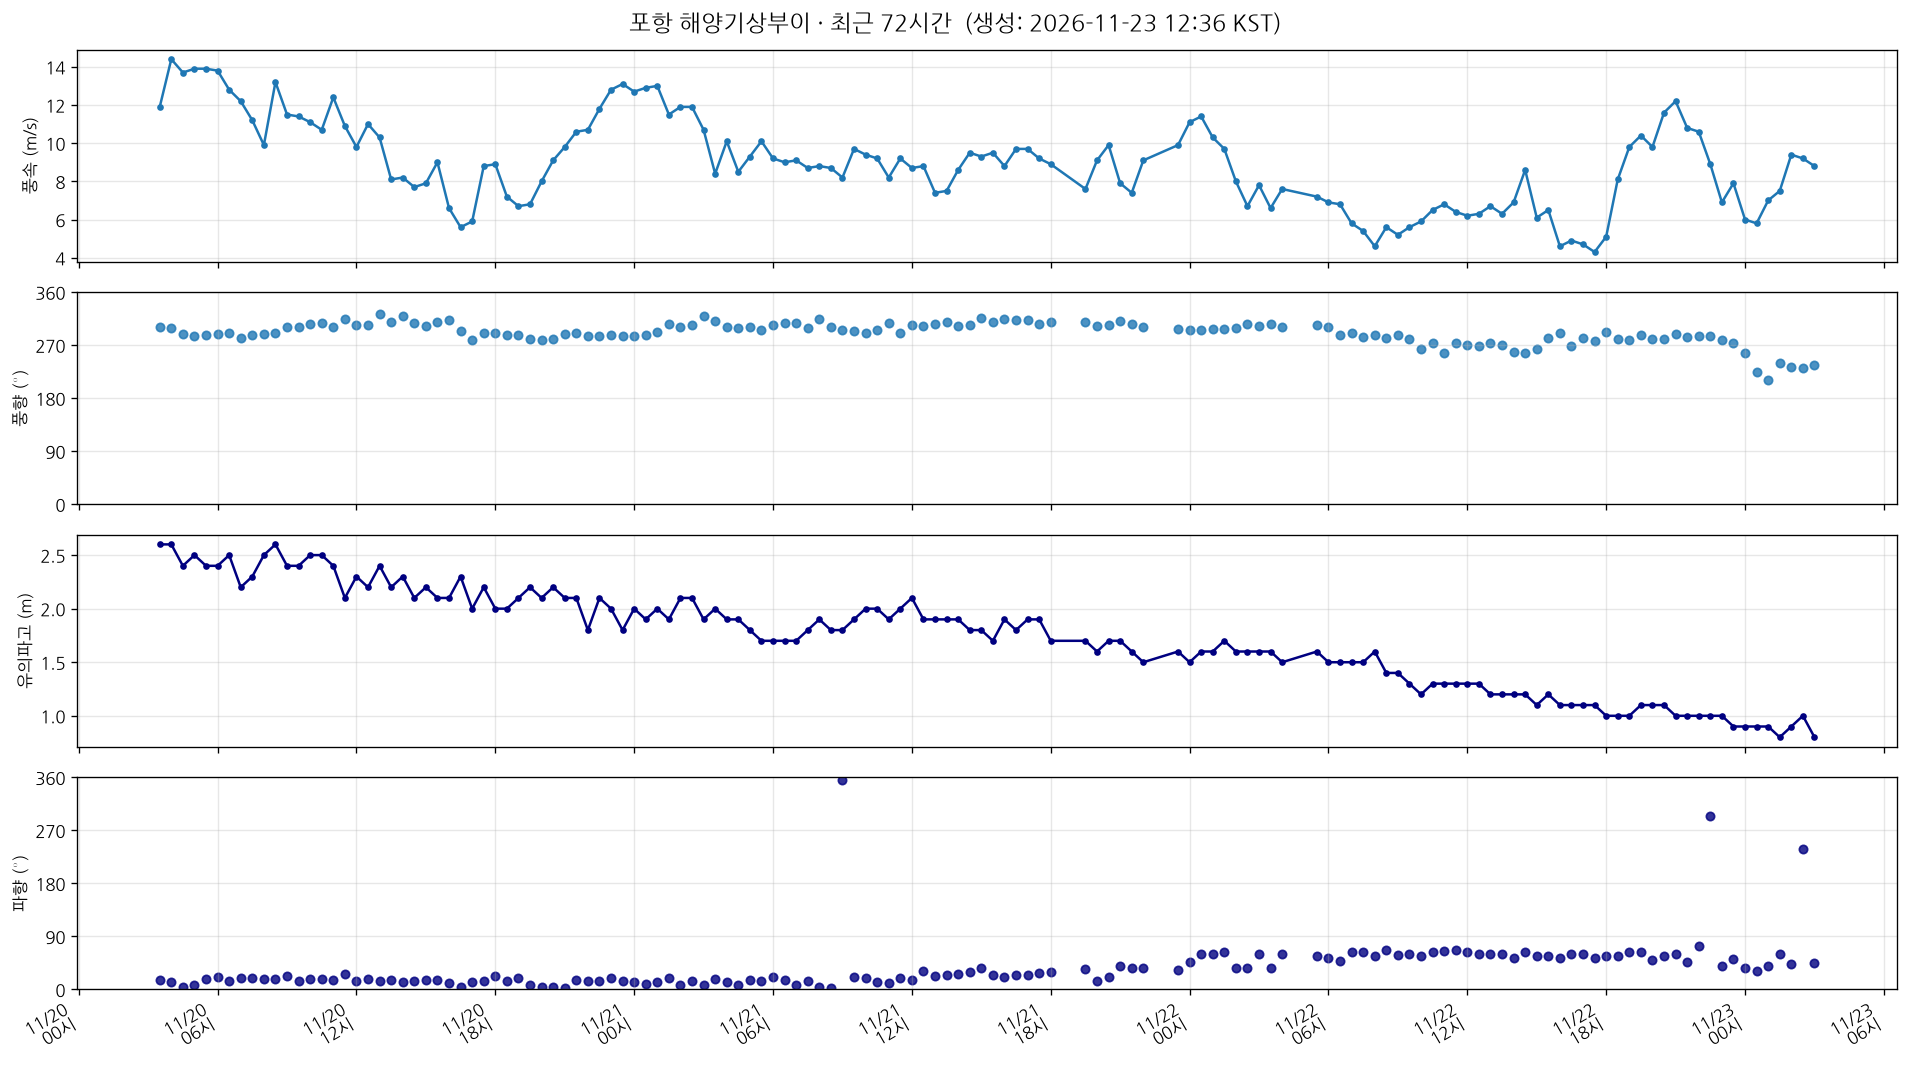 포항 해양기상부이 · 최근 72시간  (생성: 2026-11-23 12:36 KST)
풍속 (m/s)
14
12
10
8
6
4
풍향 (°)
360
270
180
90
0
유의파고 (m)
2.5
2.0
1.5
1.0
파향 (°)
360
270
180
90
0
11/20
00시
11/20
06시
11/20
12시
11/20
18시
11/21
00시
11/21
06시
11/21
12시
11/21
18시
11/22
00시
11/22
06시
11/22
12시
11/22
18시
11/23
00시
11/23
06시